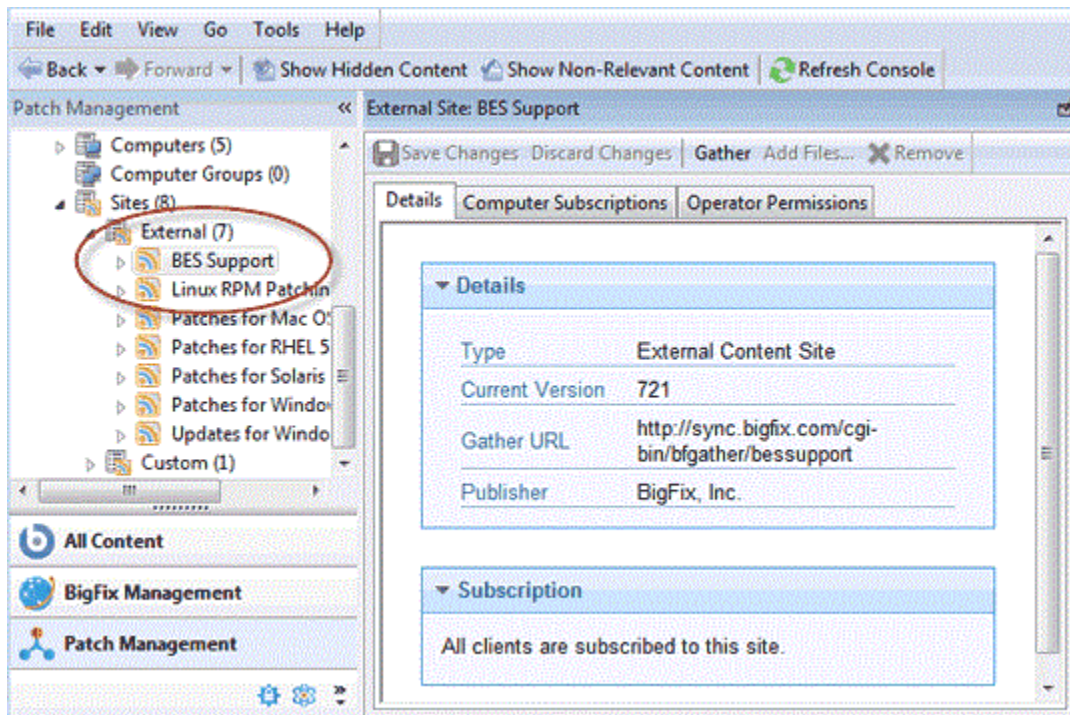 File Edit View Go Tools Help
Back Forward Show Hidden Content Show Non-Relevant Content Refresh Console
Patch Management
Computers (5)
Computer Groups (0)
Sites (8)
External (7)
BES Support
Linux RPM Patchin
Patches for Mac O
Patches for RHEL 5
Patches for Solaris
Patches for Windo
Updates for Windo
Custom (1)
All Content
BigFix Management
Patch Management
External Site: BES Support
Save Changes Discard Changes Gather Add Files... Remove
Details Computer Subscriptions Operator Permissions
Details
Type External Content Site
Current Version 721
Gather URL http://sync.bigfix.com/cgi-
bin/bfgather/bessupport
Publisher BigFix, Inc.
Subscription
All clients are subscribed to this site.